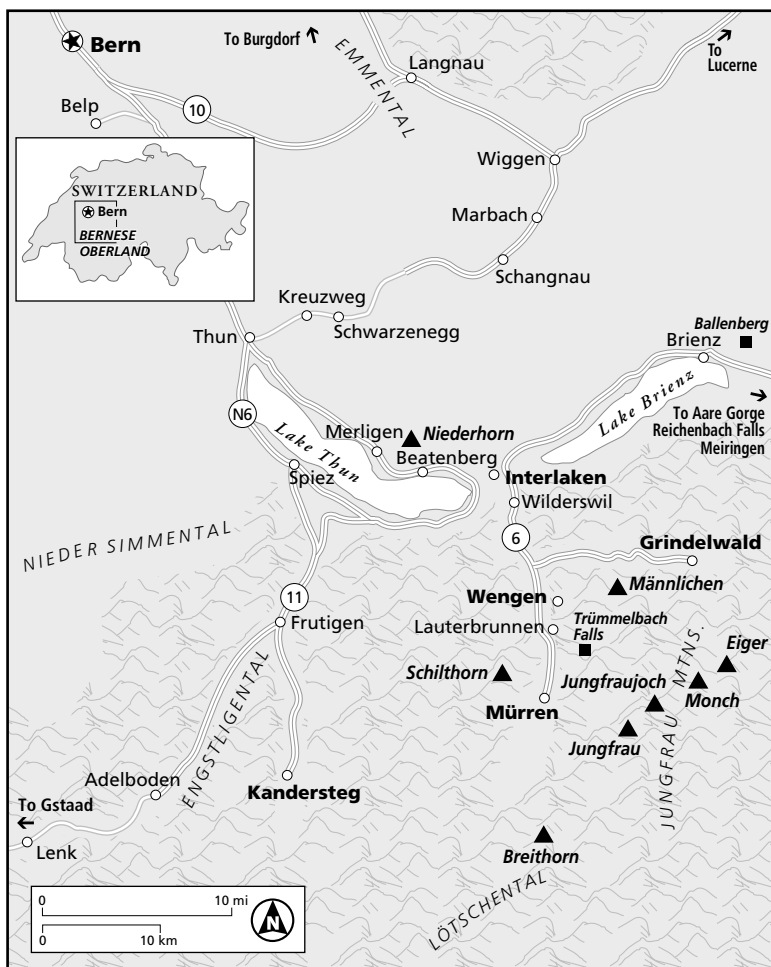 Bern
To Burgdorf
EMMENTAL
Langnau
To
Lucerne
Belp
10
Wiggen
SWITZERLAND
Bern
BERNESE
OBERLAND
Marbach
Schangnau
Kreuzweg
Schwarzenegg
Thun
Ballenberg
Brienz
N6
Lake Thun
Lake Brienz
To Aare Gorge
Reichenbach Falls
Meiringen
Merligen
Niederhorn
Beatenberg
Spiez
Interlaken
Wilderswil
NIEDER SIMMENTAL
6
Grindelwald
11
Wengen
Männlichen
Frutigen
Lauterbrunnen
Trümmelbach
Falls
Eiger
Schilthorn
Jungfraujoch
Monch
Mürren
JUNGFRAU MTNS.
Jungfrau
ENGSTLIGENTAL
Adelboden
Kandersteg
To Gstaad
Lenk
Breithorn
LÖTSCHENTAL
0 10 mi
0 10 km
N